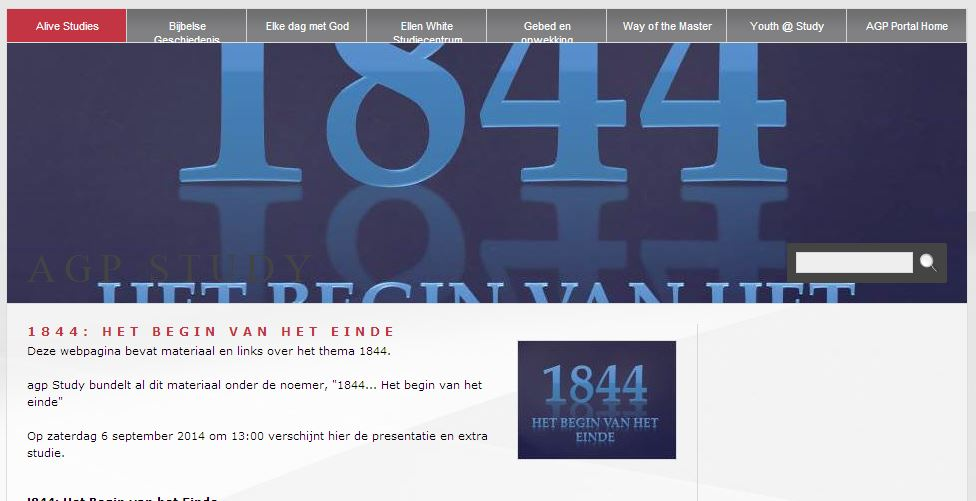 Alive Studies
Bijbelse
Geschiedenis
Elke dag met God
Ellen White
Studiecentrum
Gebed en
opwekking
Way of the Master
Youth @ Study
AGP Portal Home
1844
AGP STUDY
HET BEGIN VAN HET
1844: HET BEGIN VAN HET EINDE
Deze webpagina bevat materiaal en links over het thema 1844.
agp Study bundelt al dit materiaal onder de noemer, "1844... Het begin van het
einde"
Op zaterdag 6 september 2014 om 13:00 verschijnt hier de presentatie en extra
studie.
1844
HET BEGIN VAN HET
EINDE
1844: Het Begin van het Einde